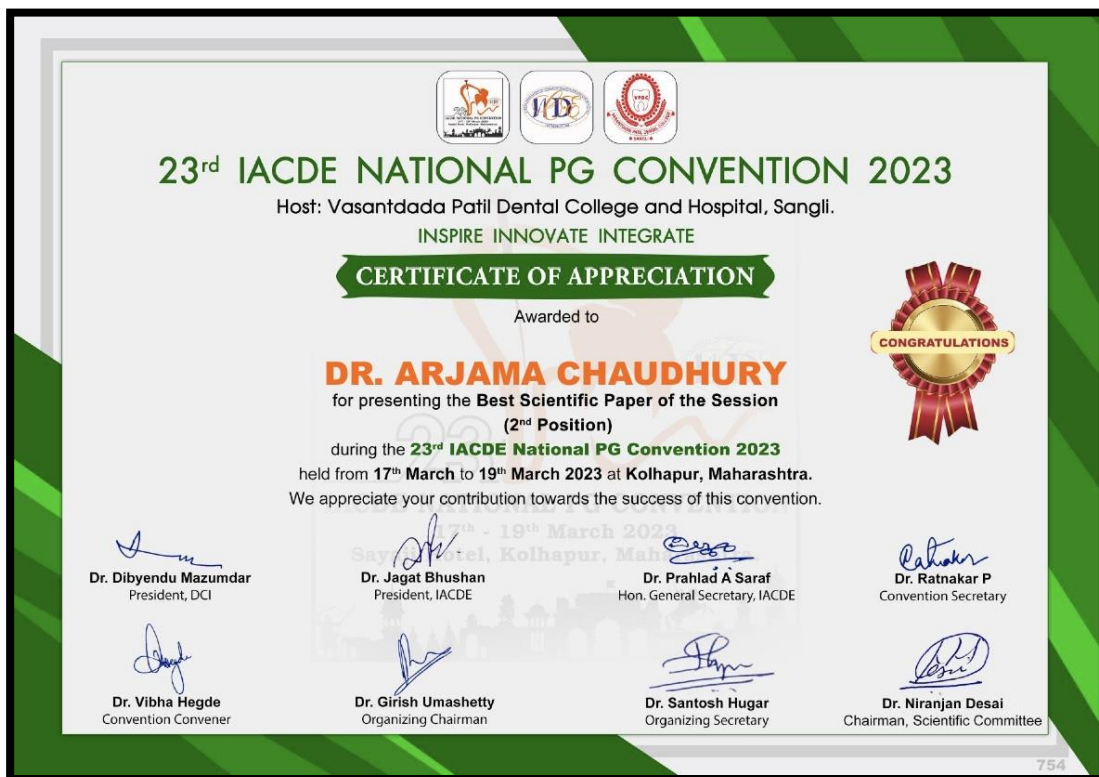 23rd IACDE NATIONAL PG CONVENTION 2023
Host: Vasantdada Patil Dental College and Hospital, Sangli.
INSPIRE INNOVATE INTEGRATE
CERTIFICATE OF APPRECIATION
Awarded to
CONGRATULATIONS
DR. ARJAMA CHAUDHURY
for presenting the Best Scientific Paper of the Session
(2nd Position)
during the 23rd IACDE National PG Convention 2023
held from 17th March to 19th March 2023 at Kolhapur, Maharashtra.
We appreciate your contribution towards the success of this convention.
17th - 19th March 2023
Dr. Dibyendu Mazumdar
President, DCI
Dr. Jagat Bhushan
President, IACDE
Dr. Prahlad A Saraf
Hon. General Secretary, IACDE
Dr. Ratnakar P
Convention Secretary
Dr. Vibha Hegde
Convention Convener
Dr. Girish Umashetty
Organizing Chairman
Dr. Santosh Hugar
Organizing Secretary
Dr. Niranjan Desai
Chairman, Scientific Committee
754